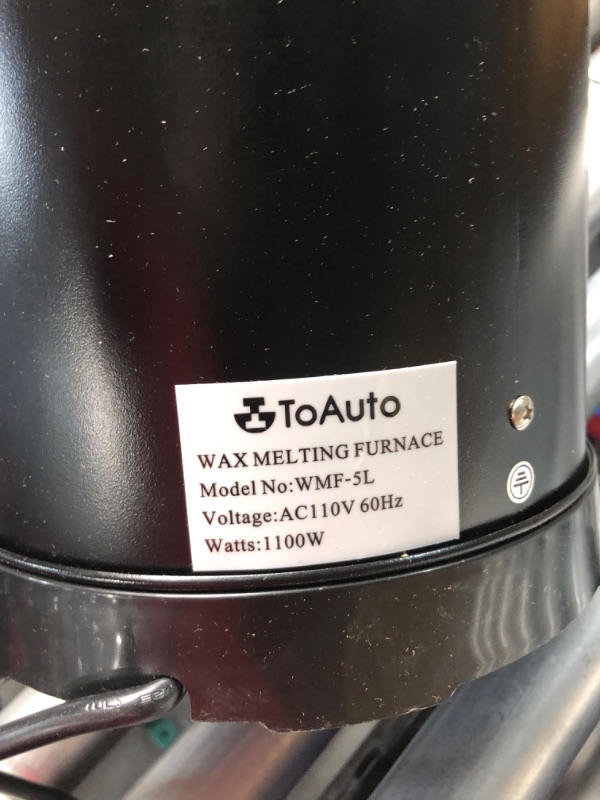 ToAuto
WAX MELTING FURNACE
Model No:WMF-5L
Voltage:AC110V 60Hz
Watts:1100W